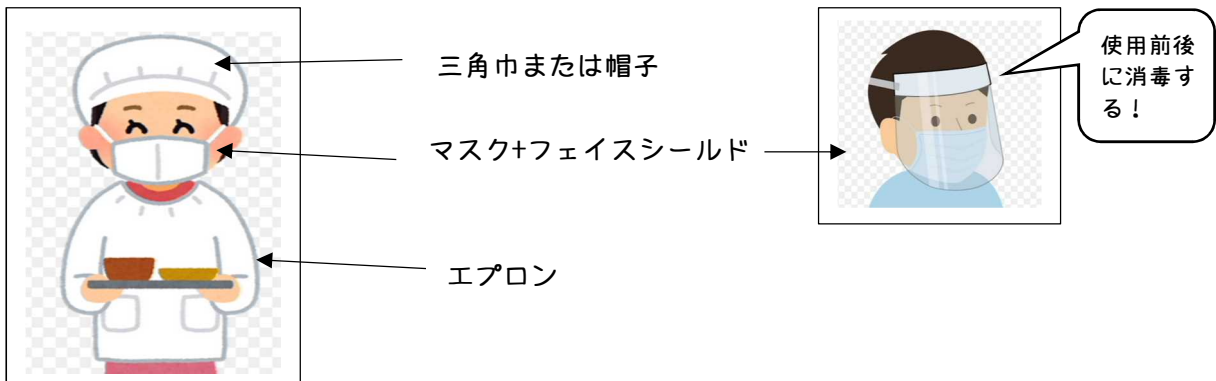 三角巾または帽子
マスク+フェイスシールド
エプロン
使用前後
に消毒す
る！